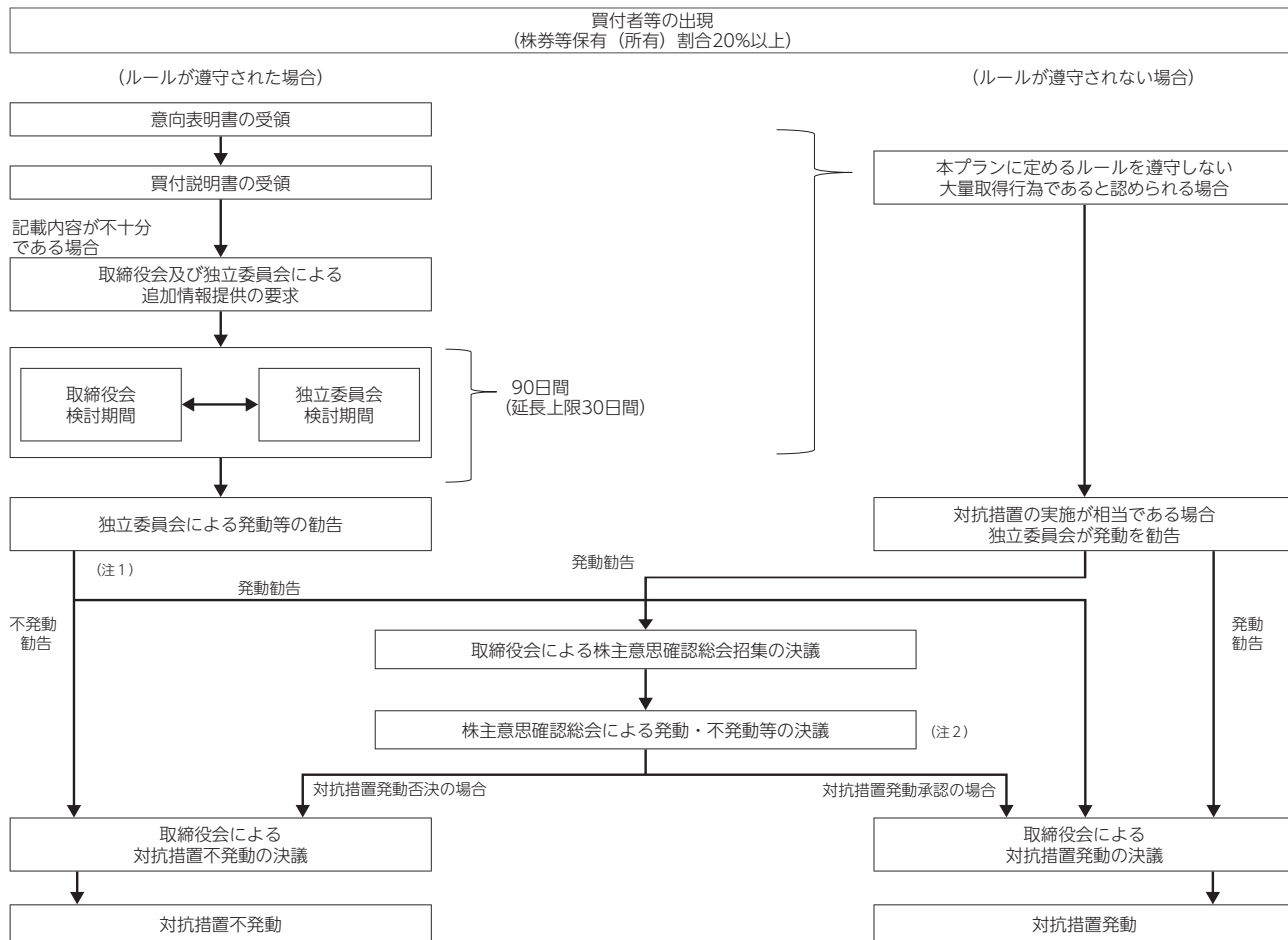 買付者等の出現
(株券等保有（所有）割合20%以上)
(ルールが遵守された場合)
(ルールが遵守されない場合)
意向表明書の受領
買付説明書の受領
本プランに定めるルールを遵守しない
大量取得行為であると認められる場合
記載内容が不十分
である場合
取締役会及び独立委員会による
追加情報提供の要求
取締役会
検討期間
独立委員会
検討期間
90日間
(延長上限30日間)
独立委員会による発動等の勧告
対抗措置の実施が相当である場合
独立委員会が発動を勧告
(注1)
発動勧告
発動勧告
不発動
勧告
発動
勧告
取締役会による株主意思確認総会招集の決議
株主意思確認総会による発動・不発動等の決議
(注2)
対抗措置発動否決の場合
対抗措置発動承認の場合
取締役会による
対抗措置不発動の決議
取締役会による
対抗措置発動の決議
対抗措置不発動
対抗措置発動